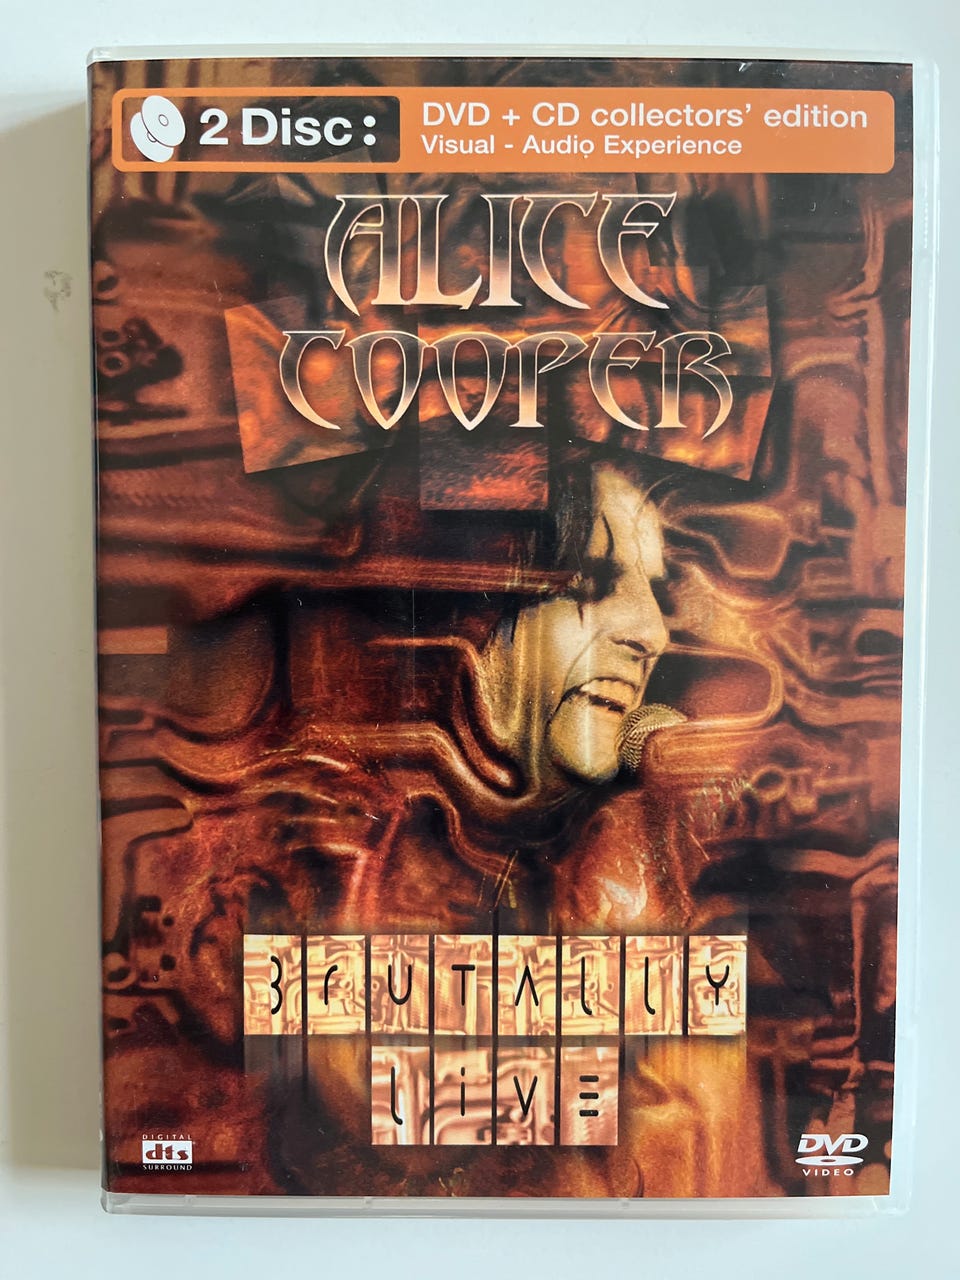 2 Disc:
DVD + CD collectors' edition
Visual - Audio Experience
ALICE
COOPER
BrUTALLY
LiVE
DIGITAL
dts
SURROUND
DVD
VIDEO